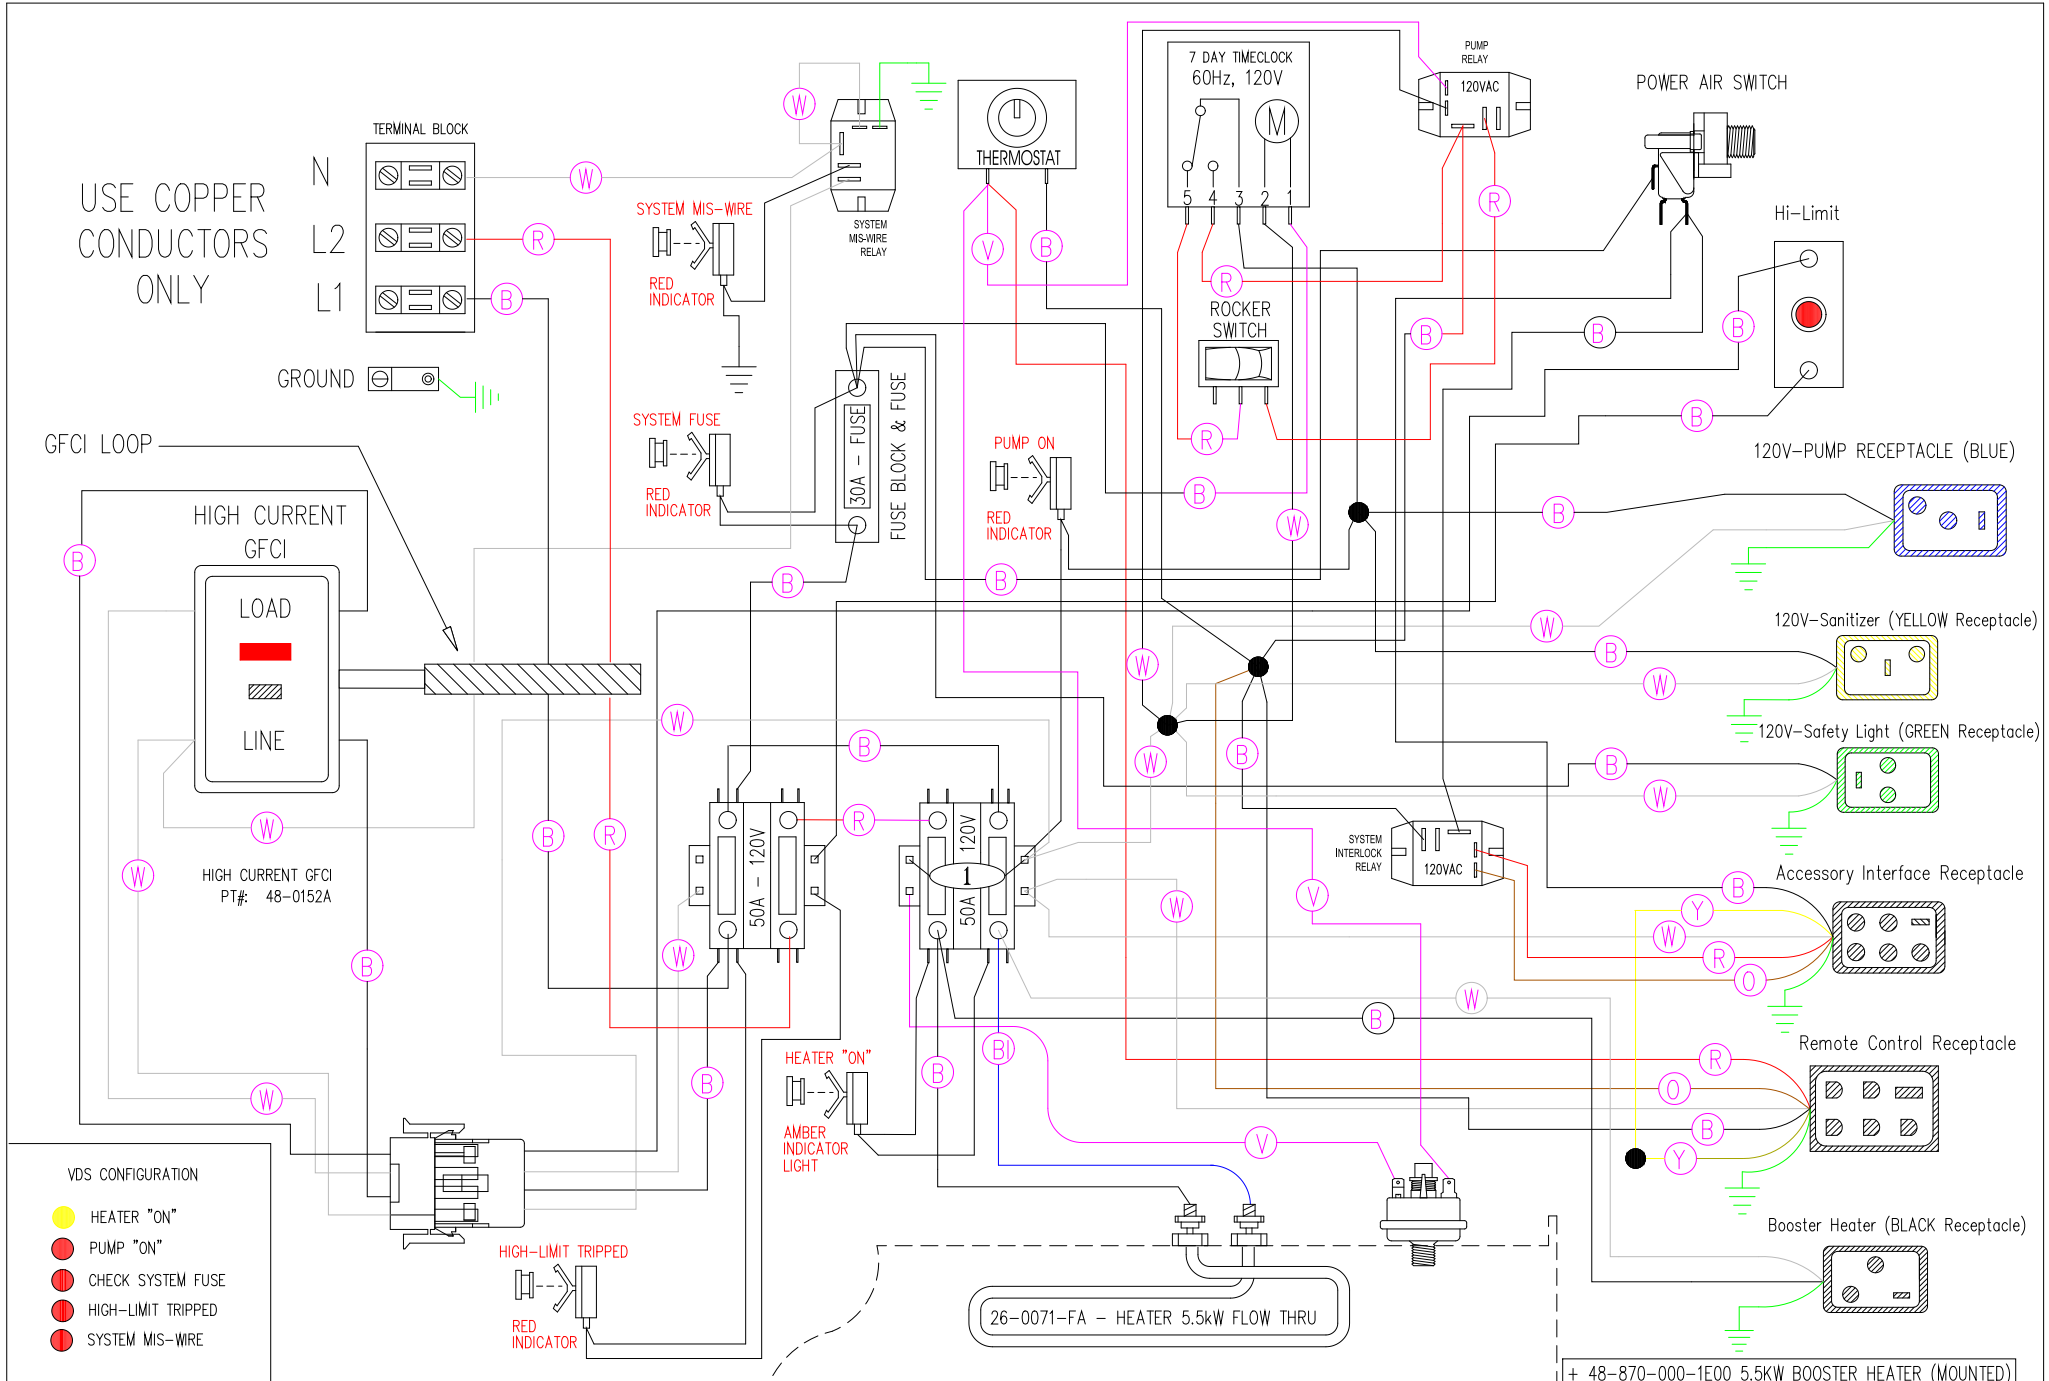 7 DAY TIMECLOCK
60Hz, 120V
M
5 4 3 2 1
PUMP
RELAY
120VAC
POWER AIR SWITCH
TERMINAL BLOCK
N
L2
L1
USE COPPER
CONDUCTORS
ONLY
GROUND
W
W
R
B
SYSTEM MIS-WIRE
RED
INDICATOR
SYSTEM
MIS-WIRE
RELAY
THERMOSTAT
V
B
R
R
ROCKER
SWITCH
R
B
B
Hi-Limit
B
B
GFCI LOOP
SYSTEM FUSE
RED
INDICATOR
30A - FUSE
FUSE BLOCK & FUSE
PUMP ON
RED
INDICATOR
B
W
B
120V-PUMP RECEPTACLE (BLUE)
HIGH CURRENT
GFCI
LOAD
LINE
B
B
B
W
W
B
120V-Sanitizer (YELLOW Receptacle)
W
120V-Safety Light (GREEN Receptacle)
W
B
W
B
B
W
HIGH CURRENT GFCI
PT#: 48-0152A
W
W
B
R
R
50A - 120V
50A 120V
1
SYSTEM
INTERLOCK
RELAY
120VAC
Accessory Interface Receptacle
B
Y
W
R
O
V
W
W
B
W
B
Bl
B
B
HEATER "ON"
AMBER
INDICATOR
LIGHT
Remote Control Receptacle
R
O
B
Y
V
W
VDS CONFIGURATION
HEATER "ON"
PUMP "ON"
CHECK SYSTEM FUSE
HIGH-LIMIT TRIPPED
SYSTEM MIS-WIRE
HIGH-LIMIT TRIPPED
RED
INDICATOR
Booster Heater (BLACK Receptacle)
26-0071-FA - HEATER 5.5kW FLOW THRU
+ 48-870-000-1E00 5.5KW BOOSTER HEATER (MOUNTED)